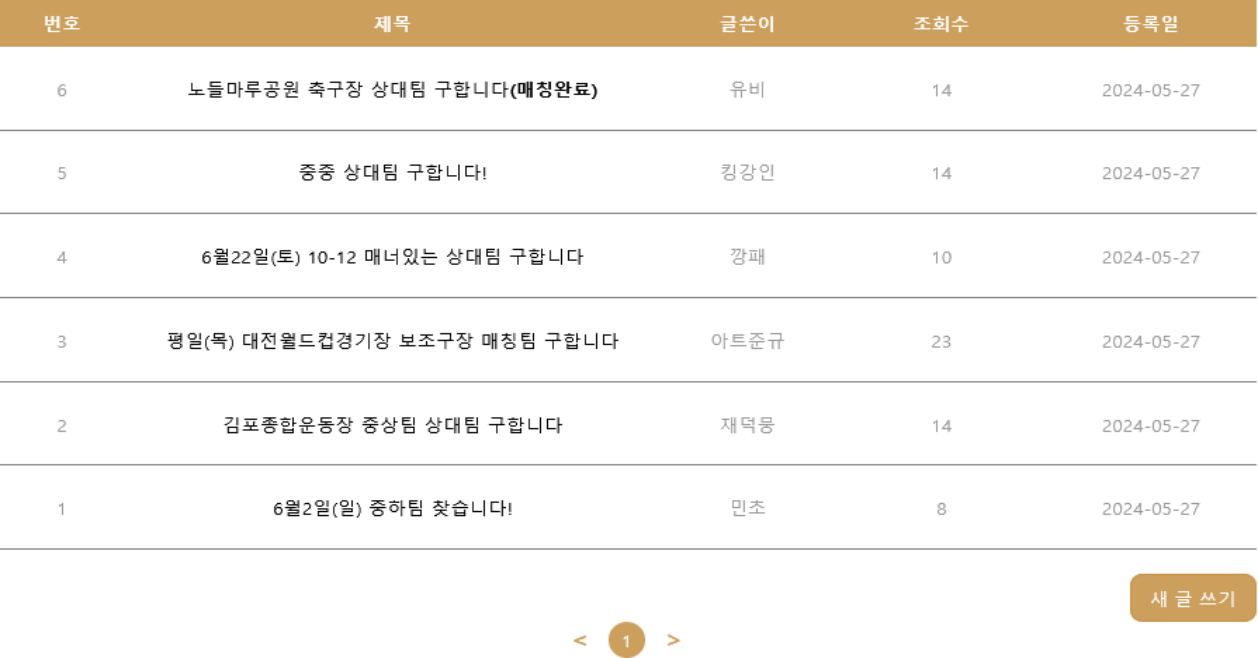 번호 제목 글쓴이 조회수 등록일
6 노들마루공원 축구장 상대팀 구합니다(매칭완료) 유비 14 2024-05-27
5 중중 상대팀 구합니다! 킹강인 14 2024-05-27
4 6월22일(토) 10-12 매너있는 상대팀 구합니다 깡패 10 2024-05-27
3 평일(목) 대전월드컵경기장 보조구장 매칭팀 구합니다 아트준규 23 2024-05-27
2 김포종합운동장 중상팀 상대팀 구합니다 재덕뭉 14 2024-05-27
1 6월2일(일) 중하팀 찾습니다! 민초 8 2024-05-27
새 글 쓰기
< 1 >